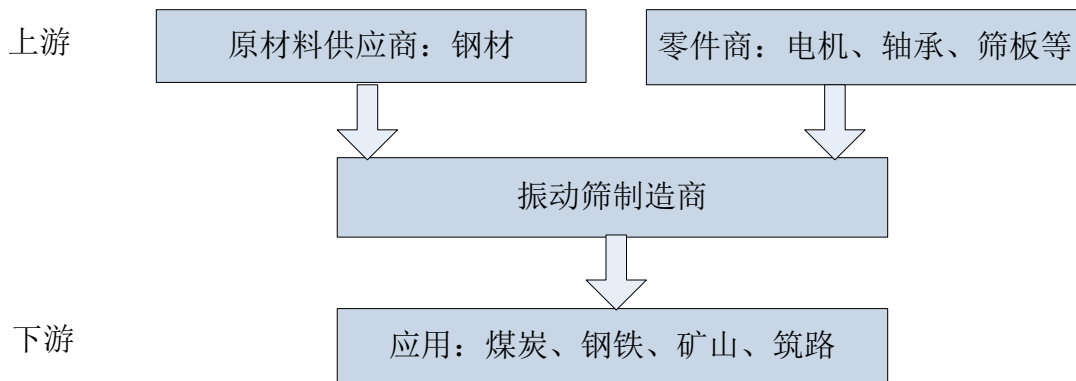 上游
原材料供应商：钢材
零件商：电机、轴承、筛板等
振动筛制造商
下游
应用：煤炭、钢铁、矿山、筑路